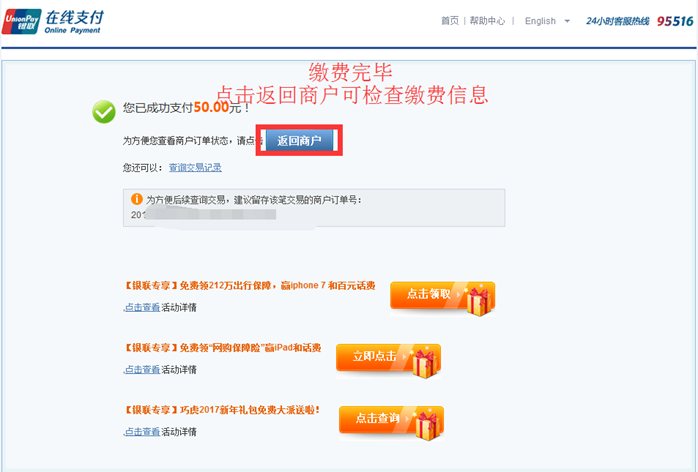 UnionPay 银联 在线支付 Online Payment
首页 | 帮助中心 | English 24小时客服热线 95516
缴费完毕
点击返回商户可检查缴费信息
您已成功支付50.00元！
为方便您查看商户订单状态，请点击 返回商户
您还可以： 查询交易记录
为方便后续查询交易，建议留存该笔交易的商户订单号：
201
【银联专享】免费领212万出行保障，赢iphone 7 和百元话费
点击领取
点击查看活动详情
【银联专享】免费领“网购保障险”赢iPad和话费
立即点击
点击查看活动详情
【银联专享】巧虎2017新年礼包免费大派送啦！
点击查询
点击查看活动详情